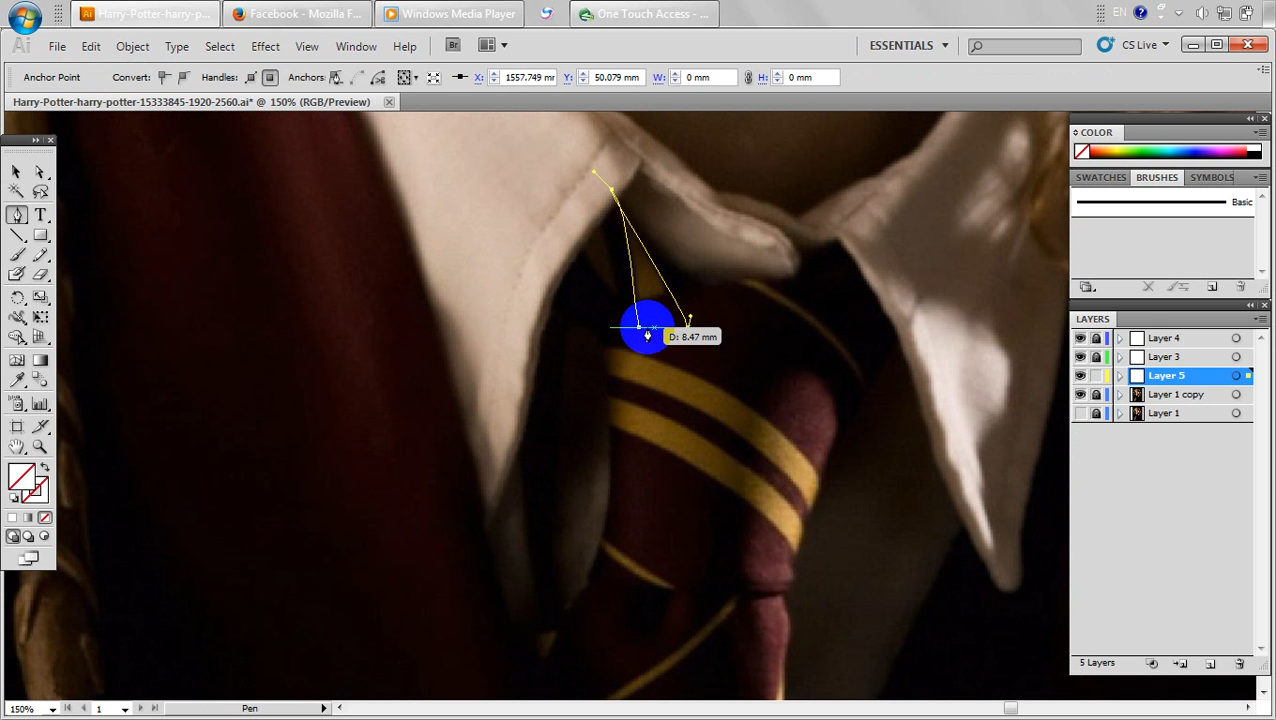 Harry-Potter-harry-p...
Facebook - Mozilla F...
Windows Media Player
One Touch Access - ...
EN
Ai
File
Edit
Object
Type
Select
Effect
View
Window
Help
Br
ESSENTIALS
CS Live
Anchor Point
Convert:
Handles:
Anchors:
X:
1557.749 mm
Y:
50.079 mm
W:
0 mm
H:
0 mm
Harry-Potter-harry-potter-15333845-1920-2560.ai* @ 150% (RGB/Preview)
COLOR
SWATCHES
BRUSHES
SYMBOLS
Basic
LAYERS
Layer 4
Layer 3
Layer 5
Layer 1 copy
Layer 1
D: 8.47 mm
5 Layers
150%
1
Pen